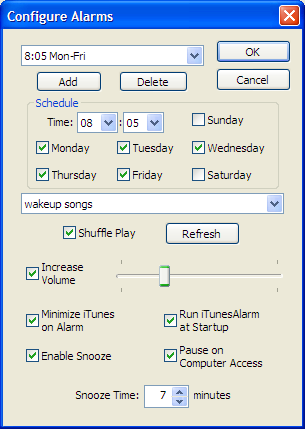 Configure Alarms
8:05 Mon-Fri
OK
Add
Delete
Cancel
Schedule
Time: 08 : 05
Sunday
Monday
Tuesday
Wednesday
Thursday
Friday
Saturday
wakeup songs
Shuffle Play
Refresh
Increase
Volume
Minimize iTunes
on Alarm
Run iTunesAlarm
at Startup
Enable Snooze
Pause on
Computer Access
Snooze Time: 7 minutes